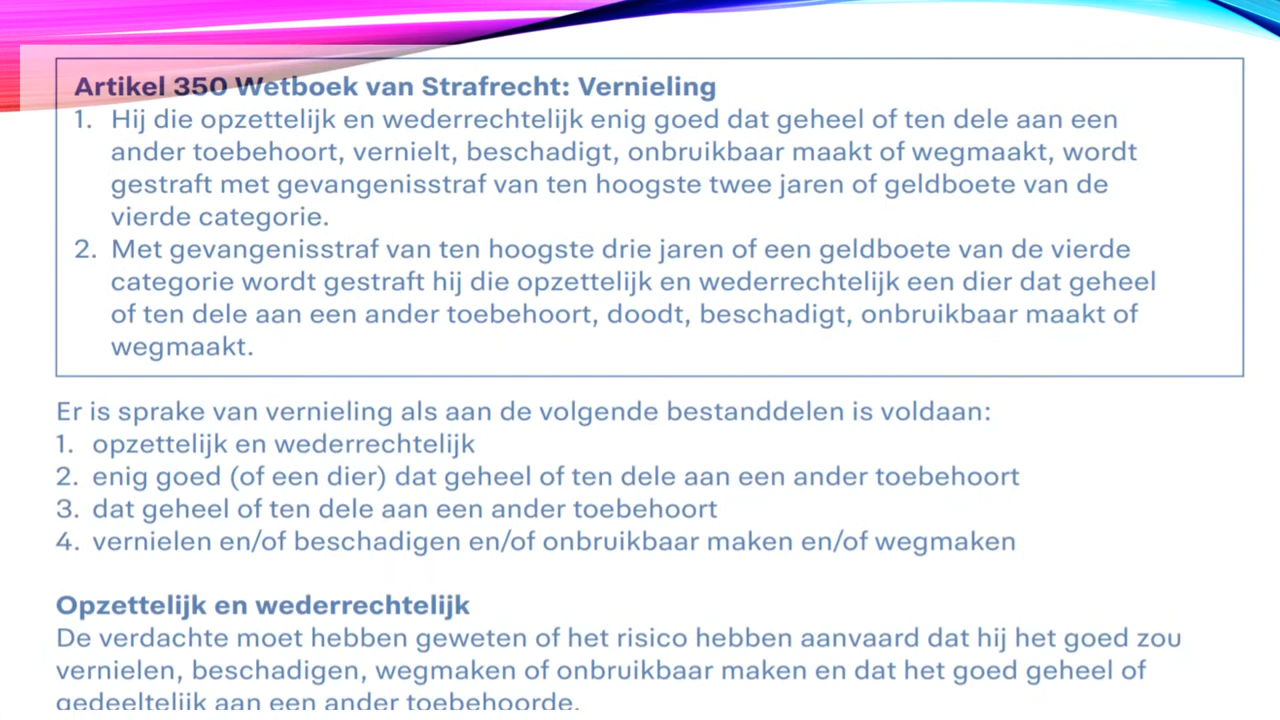 Artikel 350 Wetboek van Strafrecht: Vernieling
1. Hij die opzettelijk en wederrechtelijk enig goed dat geheel of ten dele aan een
ander toebehoort, vernielt, beschadigt, onbruikbaar maakt of wegmaakt, wordt
gestraft met gevangenisstraf van ten hoogste twee jaren of geldboete van de
vierde categorie.
2. Met gevangenisstraf van ten hoogste drie jaren of een geldboete van de vierde
categorie wordt gestraft hij die opzettelijk en wederrechtelijk een dier dat geheel
of ten dele aan een ander toebehoort, doodt, beschadigt, onbruikbaar maakt of
wegmaakt.
Er is sprake van vernieling als aan de volgende bestanddelen is voldaan:
1. opzettelijk en wederrechtelijk
2. enig goed (of een dier) dat geheel of ten dele aan een ander toebehoort
3. dat geheel of ten dele aan een ander toebehoort
4. vernielen en/of beschadigen en/of onbruikbaar maken en/of wegmaken
Opzettelijk en wederrechtelijk
De verdachte moet hebben geweten of het risico hebben aanvaard dat hij het goed zou
vernielen, beschadigen, wegmaken of onbruikbaar maken en dat het goed geheel of
gedeeltelijk aan een ander toebehoorde.